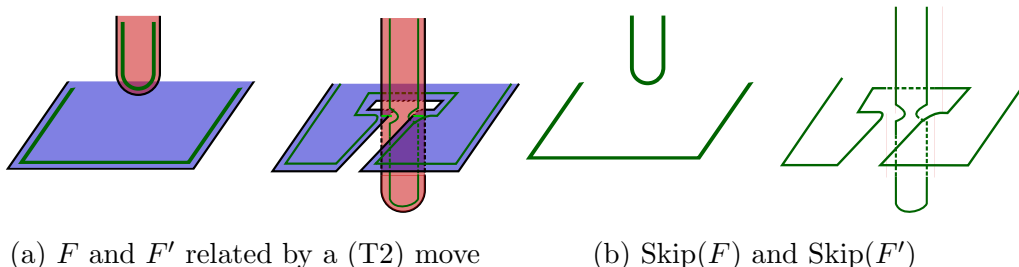 (a) F and F′ related by a (T2) move
(b) Skip(F) and Skip(F′)